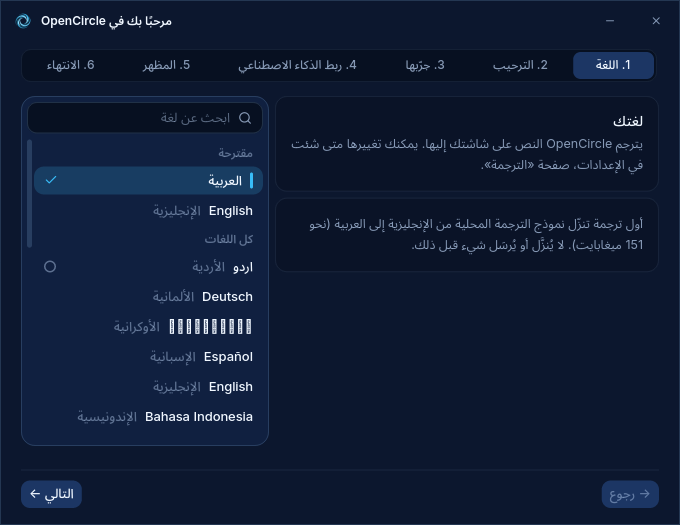 مرحبًا بك في OpenCircle
1. اللغة
2. الترحيب
3. جرّبها
4. ربط الذكاء الاصطناعي
5. المظهر
6. الانتهاء
لغتك
يترجم OpenCircle النص على شاشتك إليها. يمكنك تغييرها متى شئت
في الإعدادات، صفحة «الترجمة».
أول ترجمة تنزّل نموذج الترجمة المحلية من الإنجليزية إلى العربية (نحو
151 ميغابايت). لا يُنزَّل أو يُرسَل شيء قبل ذلك.
ابحث عن لغة
مقترحة
العربية
English الإنجليزية
كل اللغات
اردو الأردية
Deutsch الألمانية
الأوكرانية
Español الإسبانية
English الإنجليزية
Bahasa Indonesia الإندونيسية
→ رجوع
التالي ←